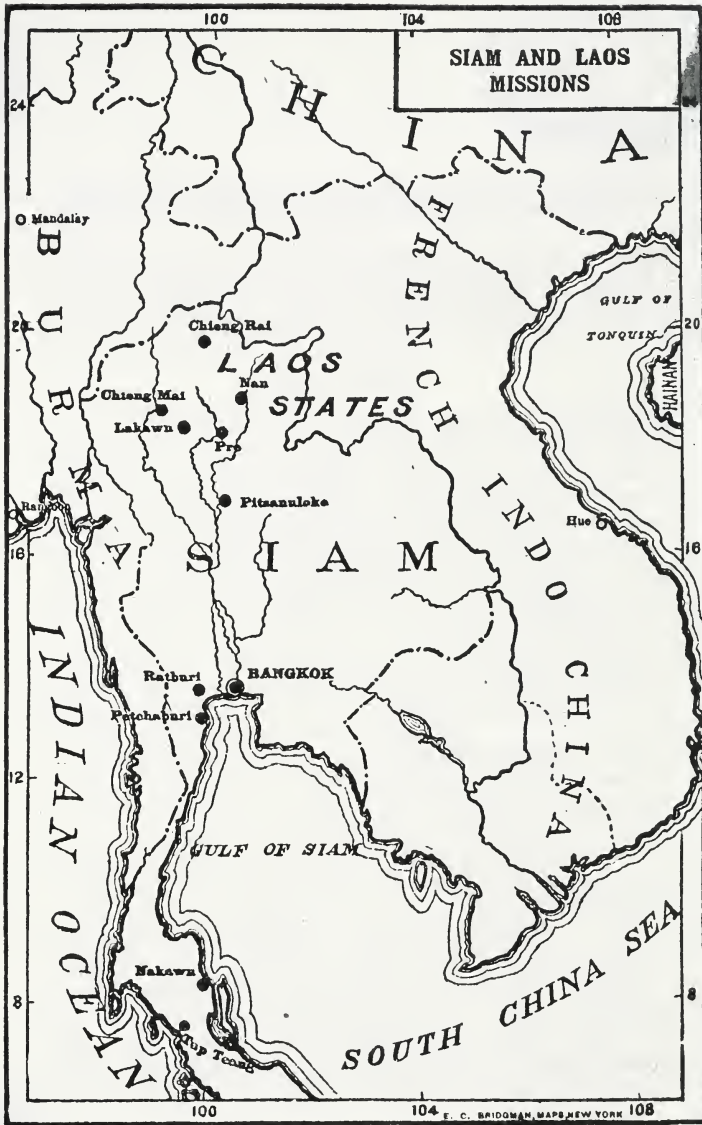 100
104
108
SIAM AND LAOS
MISSIONS
24
24
CHINA
Mandalay
BURMA
FRENCH INDO CHINA
20
20
GULF OF
TONQUIN
HAINAN
Chieng Rai
LAOS
STATES
Nan
Chieng Mai
Lakawn
Pre
Pitsanuloke
Rangoon
Hue
16
16
SIAM
INDIAN OCEAN
Ratburi
BANGKOK
Petchaburi
12
12
GULF OF SIAM
Nakawn
8
8
Tup Teang
SOUTH CHINA SEA
100
104
108
E. C. BRIDGMAN, MAPS, NEW YORK